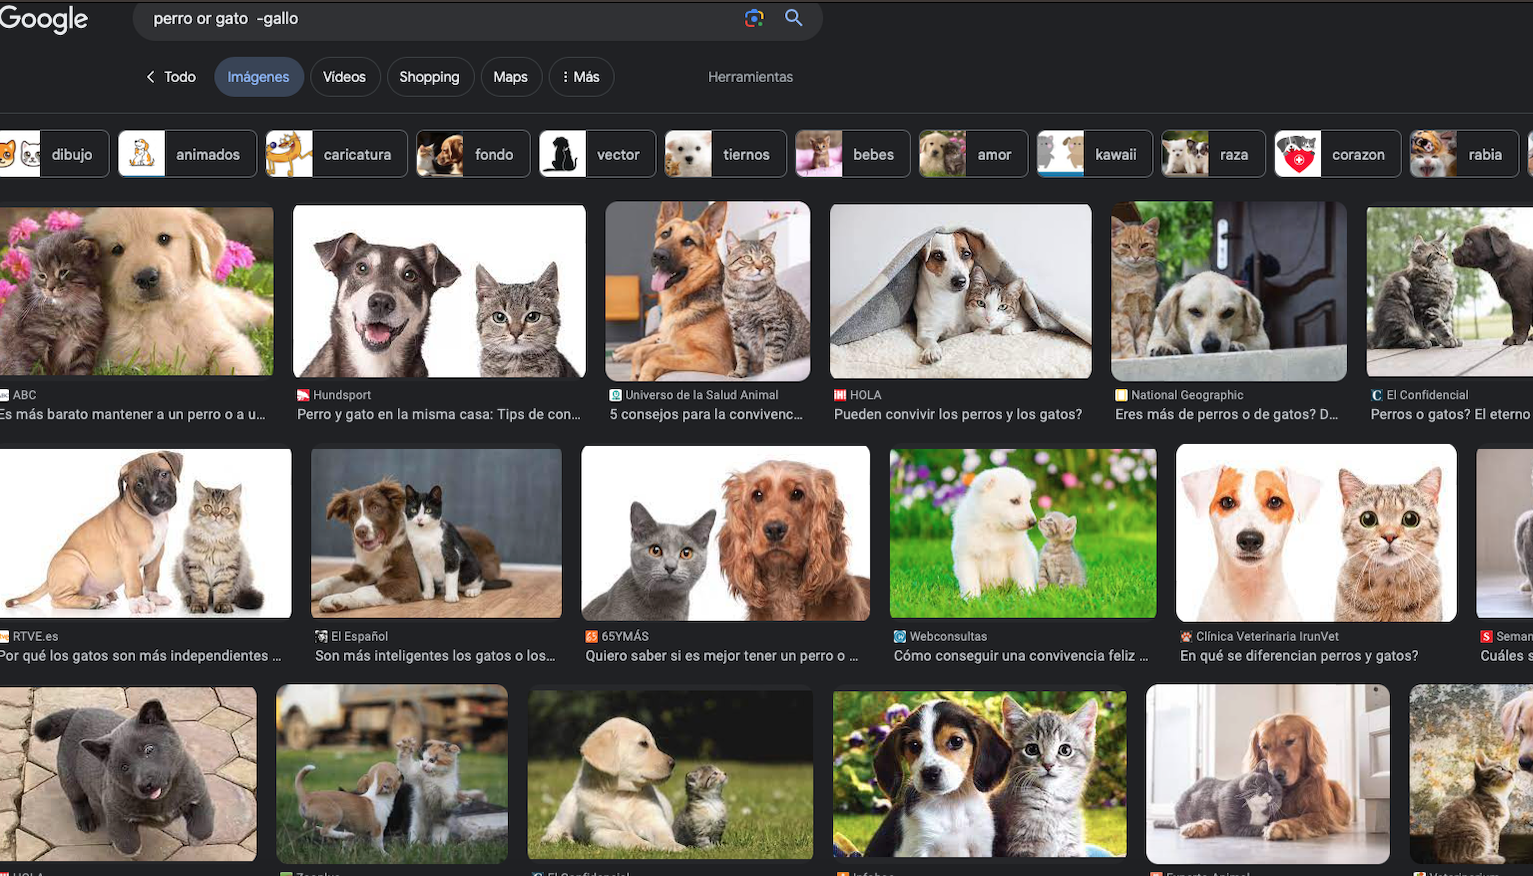 Google
perro or gato -gallo
Todo
Imágenes
Vídeos
Shopping
Maps
Más
Herramientas
dibujo
animados
caricatura
fondo
vector
tiernos
bebes
amor
kawaii
raza
corazon
rabia
ABC
Es más barato mantener a un perro o a u...
Hundsport
Perro y gato en la misma casa: Tips de con...
Universo de la Salud Animal
5 consejos para la convivenc...
HOLA
Pueden convivir los perros y los gatos?
National Geographic
Eres más de perros o de gatos? D...
El Confidencial
Perros o gatos? El eterno
RTVE.es
Por qué los gatos son más independientes ...
El Español
Son más inteligentes los gatos o los...
65YMÁS
Quiero saber si es mejor tener un perro o ...
Webconsultas
Cómo conseguir una convivencia feliz ...
Clínica Veterinaria IrunVet
En qué se diferencian perros y gatos?
Seman
Cuáles s